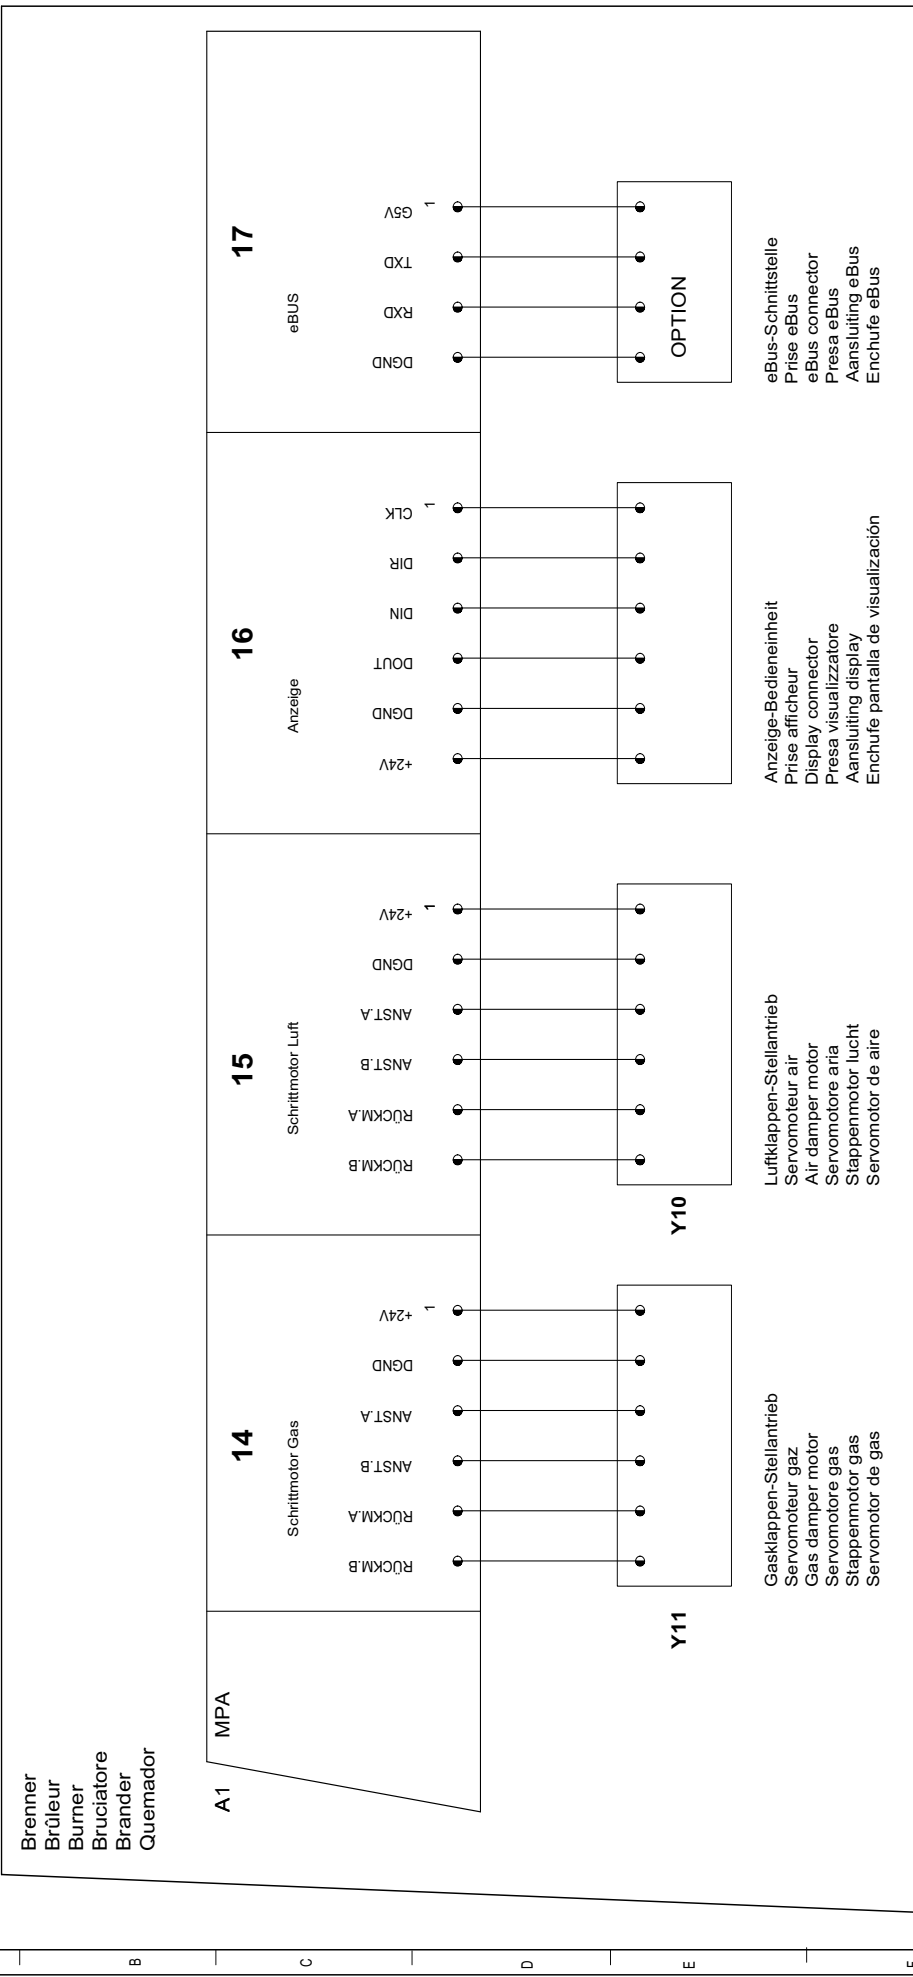 Brenner
Brûleur
Burner
Bruciatore
Brander
Quemador
A1
MPA
14
Schrittmotor Gas
RÜCKM.B
RÜCKM.A
ANST.B
ANST.A
DGND
+24V
1
15
Schrittmotor Luft
RÜCKM.B
RÜCKM.A
ANST.B
ANST.A
DGND
+24V
1
16
Anzeige
+24V
DGND
DOUT
DIN
DIR
CLK
1
17
eBUS
DGND
RXD
TXD
G5V
1
Y11
Y10
OPTION
Gasklappen-Stellantrieb
Servomoteur gaz
Gas damper motor
Servomotore gas
Stappenmotor gas
Servomotor de gas
Luftklappen-Stellantrieb
Servomoteur air
Air damper motor
Servomotore aria
Stappenmotor lucht
Servomotor de aire
Anzeige-Bedieneinheit
Prise afficheur
Display connector
Presa visualizzatore
Aansluiting display
Enchufe pantalla de visualización
eBus-Schnittstelle
Prise eBus
eBus connector
Presa eBus
Aansluiting eBus
Enchufe eBus
B
C
D
E